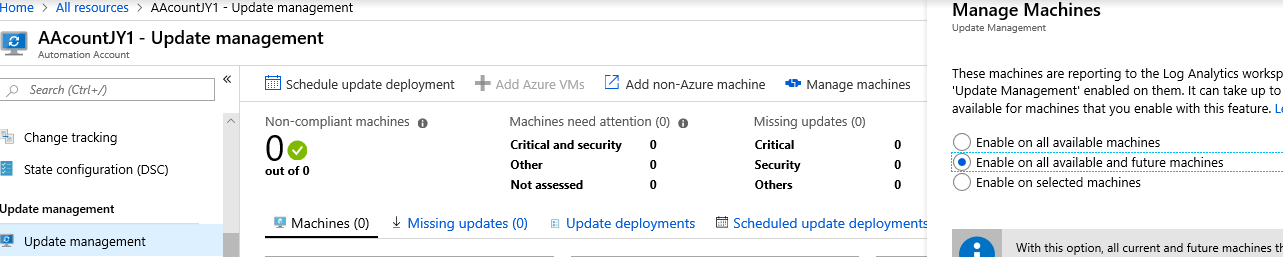 Home > All resources > AAcountJY1 - Update management
AAcountJY1 - Update management
Automation Account
Search (Ctrl+/)
«
Change tracking
State configuration (DSC)
Update management
Update management
Schedule update deployment
Add Azure VMs
Add non-Azure machine
Manage machines
Non-compliant machines
0
out of 0
Machines need attention (0)
Critical and security 0
Other 0
Not assessed 0
Missing updates (0)
Critical 0
Security 0
Others 0
Machines (0)
Missing updates (0)
Update deployments
Scheduled update deployments
Manage Machines
Update Management
These machines are reporting to the Log Analytics worksp
'Update Management' enabled on them. It can take up to
available for machines that you enable with this feature. L
Enable on all available machines
Enable on all available and future machines
Enable on selected machines
With this option, all current and future machines th